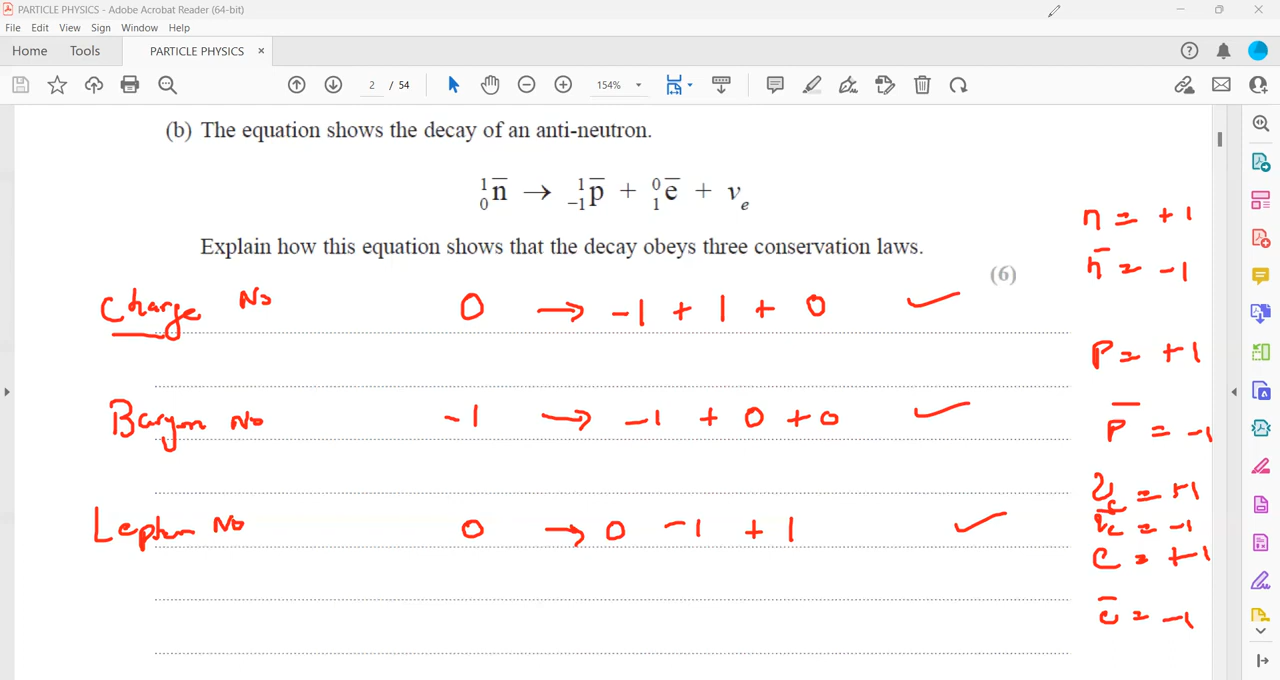 PARTICLE PHYSICS - Adobe Acrobat Reader (64-bit)
File Edit View Sign Window Help
Home Tools PARTICLE PHYSICS ×
2 / 54 154%
(b) The equation shows the decay of an anti-neutron.
¹₀n̅ → ¹₋₁p̅ + ⁰₁e̅ + νₑ
Explain how this equation shows that the decay obeys three conservation laws.
(6)
Charge No 0 → -1 + 1 + 0 ✓
Baryon No -1 → -1 + 0 + 0 ✓
Lepton No 0 → 0 -1 + 1 ✓
n = +1
n̅ = -1
P = +1
P̅ = -1
νe = +1
ν̅e = -1
e = +1
e̅ = -1